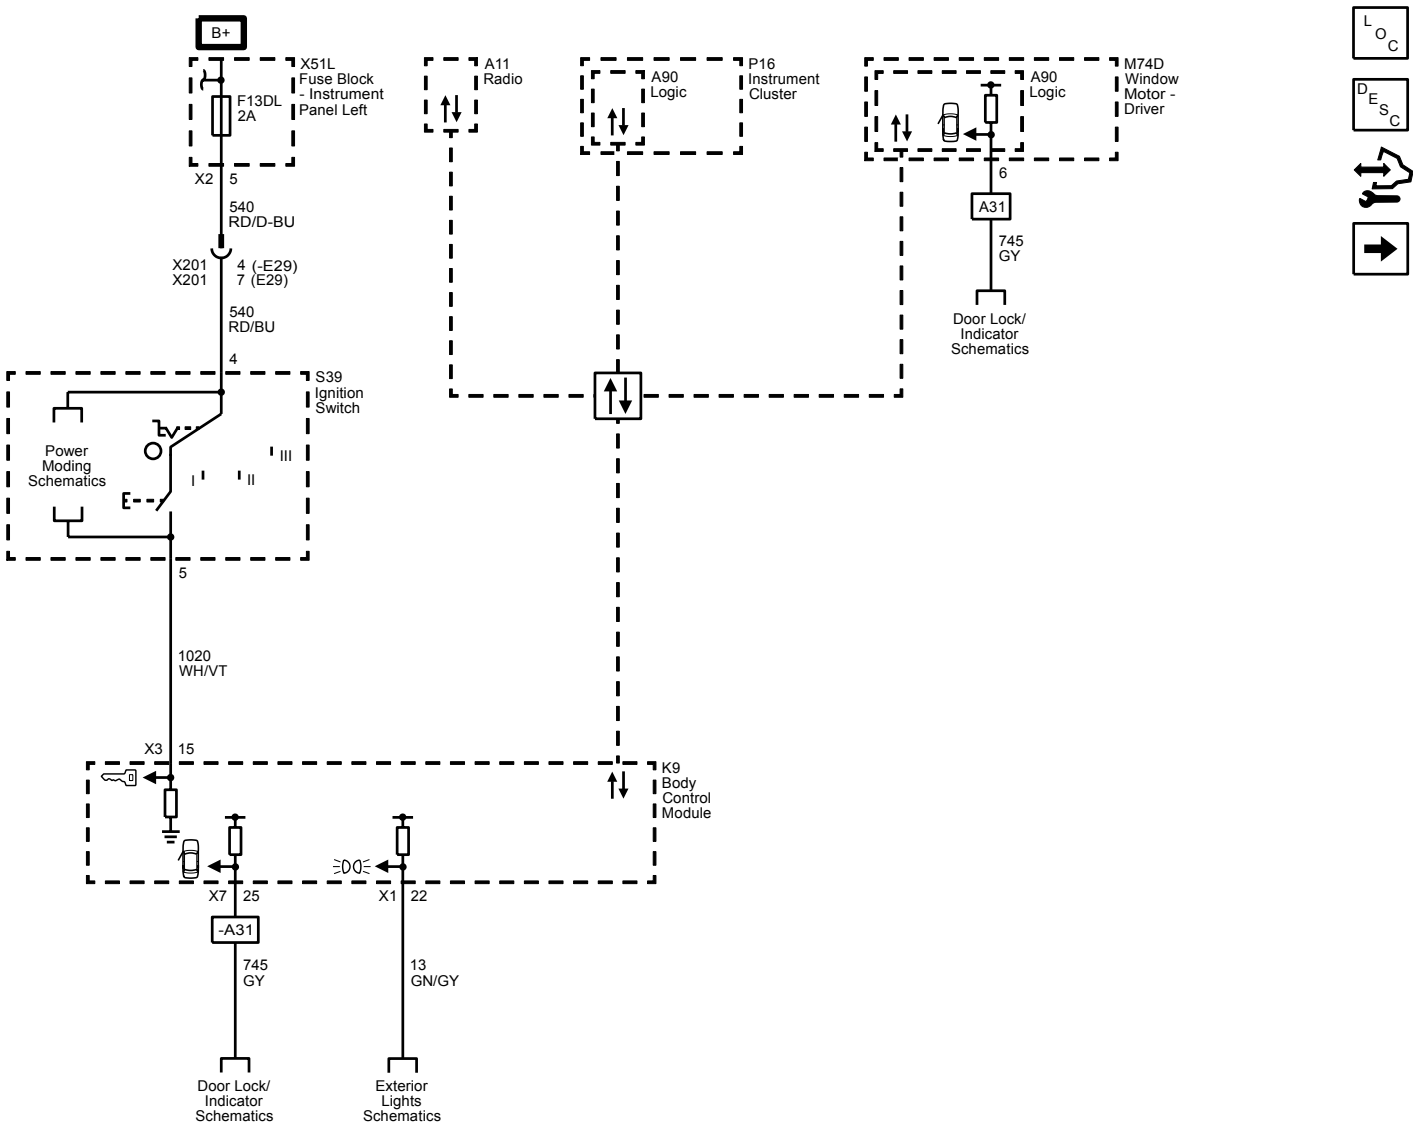 B+
X51L
Fuse Block
- Instrument
Panel Left
F13DL
2A
X2 5
540
RD/D-BU
X201 4 (-E29)
X201 7 (E29)
540
RD/BU
4
S39
Ignition
Switch
Power
Moding
Schematics
I
II
III
5
1020
WH/VT
X3 15
A11
Radio
P16
Instrument
Cluster
A90
Logic
M74D
Window
Motor -
Driver
A90
Logic
6
A31
745
GY
Door Lock/
Indicator
Schematics
K9
Body
Control
Module
X7 25
-A31
745
GY
Door Lock/
Indicator
Schematics
X1 22
13
GN/GY
Exterior
Lights
Schematics
LOC
DESC